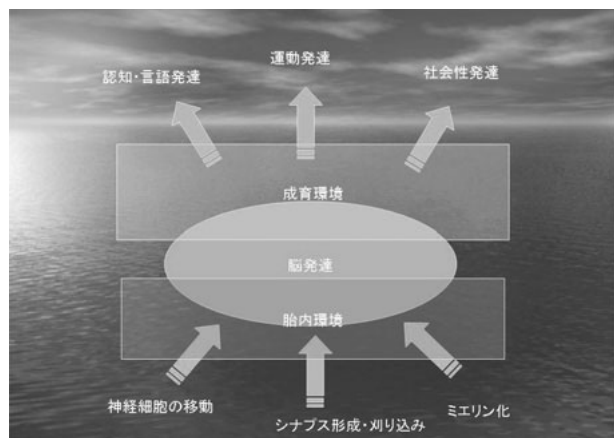 運動発達
認知・言語発達
社会性発達
成育環境
脳発達
胎内環境
神経細胞の移動
シナプス形成・刈り込み
ミエリン化